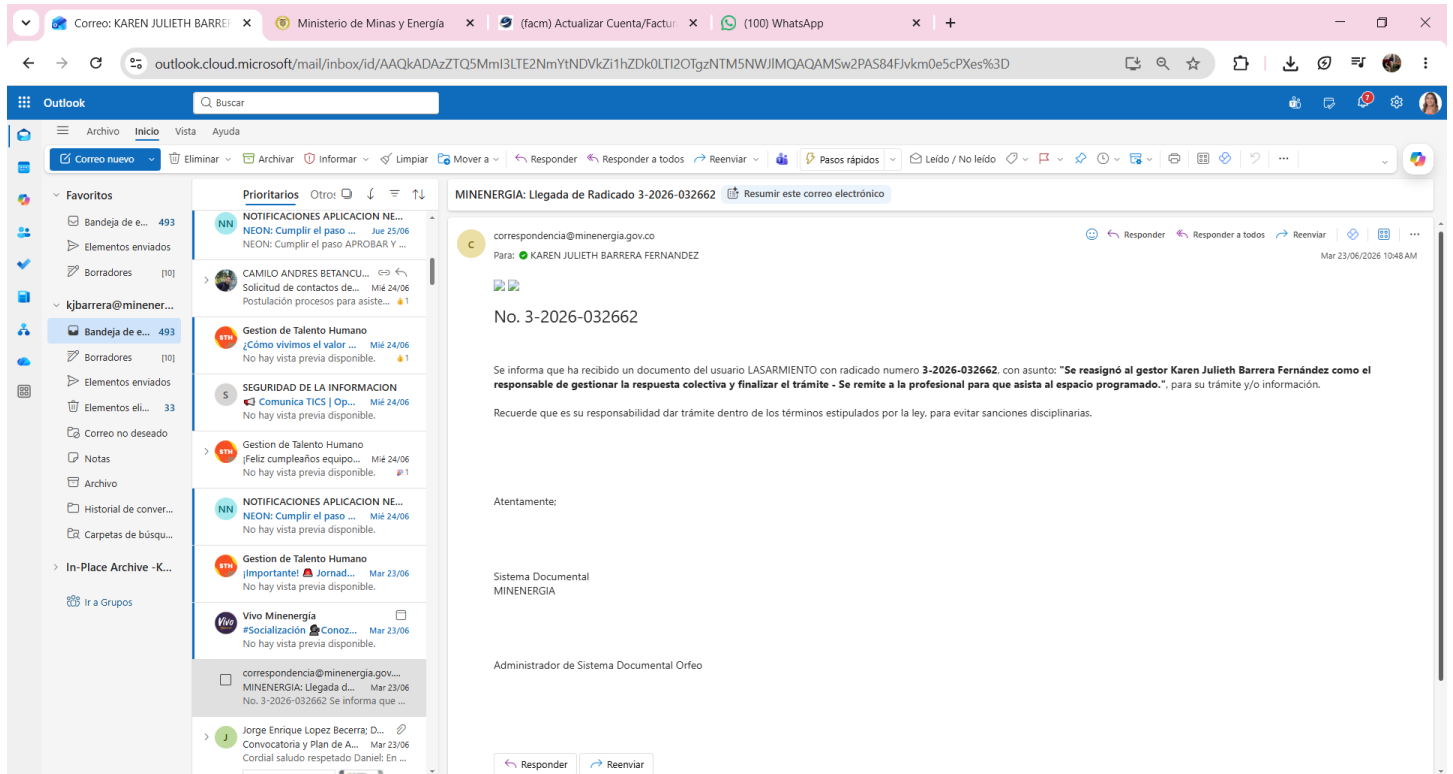 Correo: KAREN JULIETH BARRER
Ministerio de Minas y Energía
(facm) Actualizar Cuenta/Factur
(100) WhatsApp
outlook.cloud.microsoft/mail/inbox/id/
Outlook
Buscar
7
Archivo Inicio Vista Ayuda
Correo nuevo Eliminar Archivar Informar Limpiar Mover a Responder Responder a todos Reenviar Pasos rápidos Leído / No leído
Favoritos
Bandeja de e... 493
Elementos enviados
Borradores [10]
kjbarrera@minener...
Bandeja de e... 493
Borradores [10]
Elementos enviados
Elementos eli... 33
Correo no deseado
Notas
Archivo
Historial de conver...
Carpetas de búsqu...
In-Place Archive -K...
Ir a Grupos
Prioritarios Otros
NN
NOTIFICACIONES APLICACION NE...
NEON: Cumplir el paso ... Jue 25/06
NEON: Cumplir el paso APROBAR Y ...
CAMILO ANDRES BETANCU...
Solicitud de contactos de... Mié 24/06
Postulación procesos para asiste... 1
STH
Gestion de Talento Humano
¿Cómo vivimos el valor ... Mié 24/06
No hay vista previa disponible. 1
S
SEGURIDAD DE LA INFORMACION
Comunica TICS | Op... Mié 24/06
No hay vista previa disponible.
STH
Gestion de Talento Humano
¡Feliz cumpleaños equipo... Mié 24/06
No hay vista previa disponible. 1
NN
NOTIFICACIONES APLICACION NE...
NEON: Cumplir el paso ... Mié 24/06
No hay vista previa disponible.
STH
Gestion de Talento Humano
¡Importante! Jornad... Mar 23/06
No hay vista previa disponible.
Vivo
Vivo Minenergía
#Socialización Conoz... Mar 23/06
No hay vista previa disponible.
correspondencia@minenergia.gov....
MINENERGIA: Llegada d... Mar 23/06
No. 3-2026-032662 Se informa que ...
J
Jorge Enrique Lopez Becerra; D...
Convocatoria y Plan de A... Mar 23/06
Cordial saludo respetado Daniel: En ...
MINENERGIA: Llegada de Radicado 3-2026-032662 Resumir este correo electrónico
C
correspondencia@minenergia.gov.co
Responder Responder a todos Reenviar
Para: KAREN JULIETH BARRERA FERNANDEZ
Mar 23/06/2026 10:48 AM
No. 3-2026-032662
Se informa que ha recibido un documento del usuario LASARMIENTO con radicado numero 3-2026-032662, con asunto: "Se reasignó al gestor Karen Julieth Barrera Fernández como el
responsable de gestionar la respuesta colectiva y finalizar el trámite - Se remite a la profesional para que asista al espacio programado.", para su trámite y/o información.
Recuerde que es su responsabilidad dar trámite dentro de los términos estipulados por la ley, para evitar sanciones disciplinarias.
Atentamente;
Sistema Documental
MINENERGIA
Administrador de Sistema Documental Orfeo
Responder Reenviar